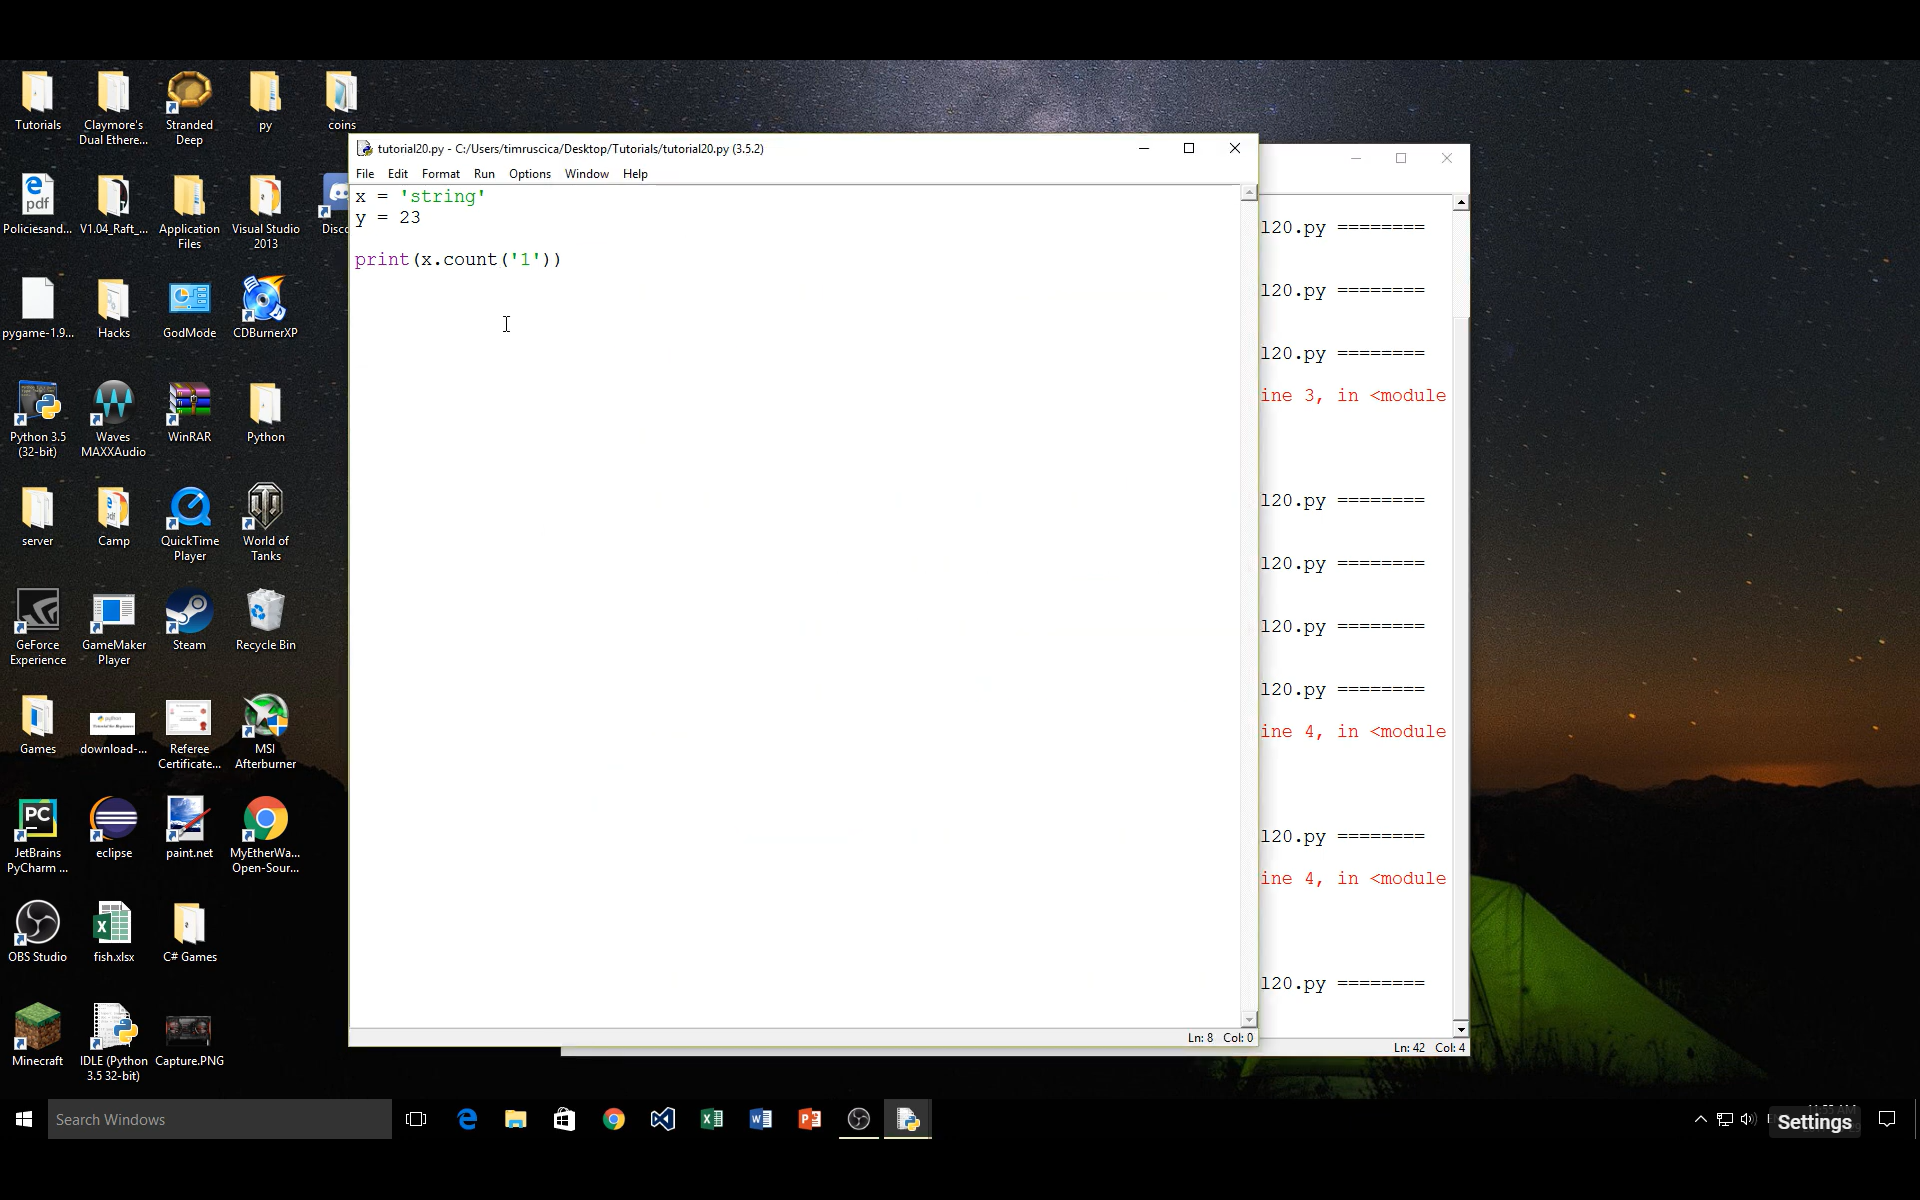 Tutorials
Claymore's
Dual Ethere...
Stranded
Deep
py
coins
Policiesand...
V1.04_Raft_...
Application
Files
Visual Studio
2013
pygame-1.9...
Hacks
GodMode
CDBurnerXP
Python 3.5
(32-bit)
Waves
MAXXAudio
WinRAR
Python
server
Camp
QuickTime
Player
World of
Tanks
GeForce
Experience
GameMaker
Player
Steam
Recycle Bin
Games
download-...
Referee
Certificate...
MSI
Afterburner
JetBrains
PyCharm ...
eclipse
paint.net
MyEtherWa...
Open-Sour...
OBS Studio
fish.xlsx
C# Games
Minecraft
IDLE (Python
3.5 32-bit)
Capture.PNG
tutorial20.py - C:/Users/timruscica/Desktop/Tutorials/tutorial20.py (3.5.2)
File Edit Format Run Options Window Help
x = 'string'
y = 23
print(x.count('1'))
Ln: 8 Col: 0
l20.py ========
l20.py ========
l20.py ========
ine 3, in <module
l20.py ========
l20.py ========
l20.py ========
l20.py ========
ine 4, in <module
l20.py ========
ine 4, in <module
l20.py ========
Ln: 42 Col: 4
Search Windows
Settings